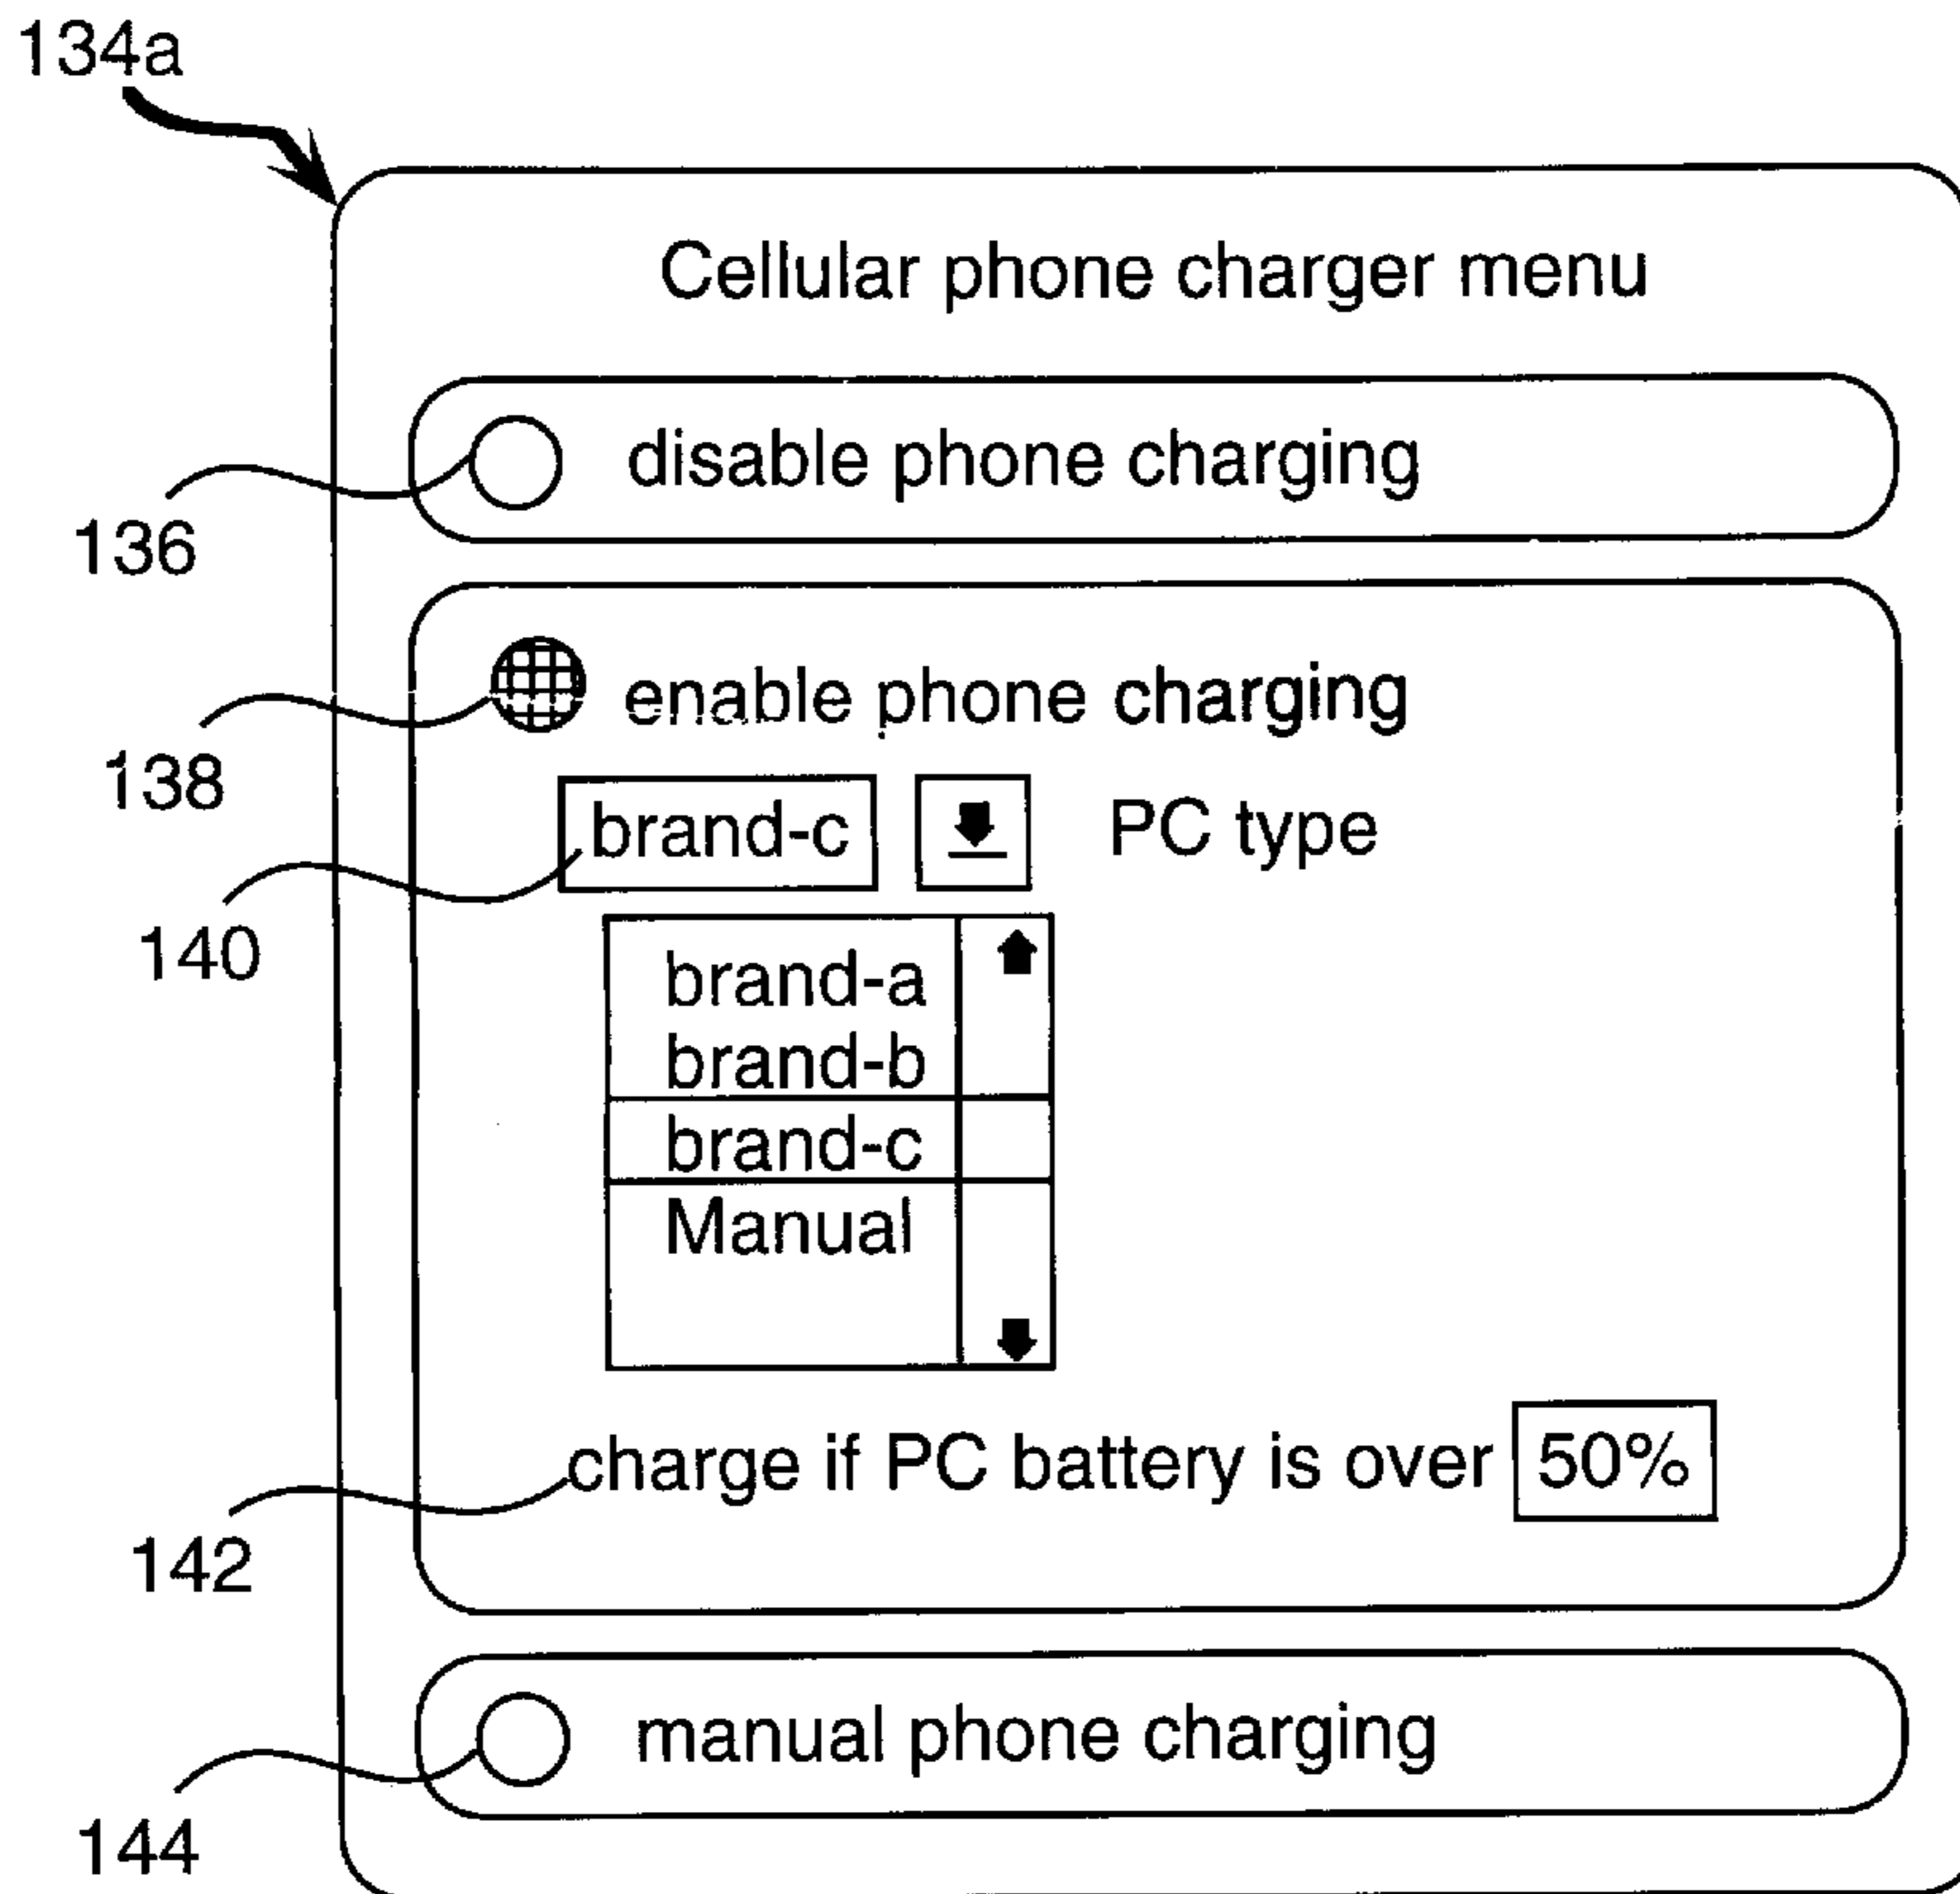 134a
Cellular phone charger menu
disable phone charging
136
enable phone charging
138
brand-c PC type
140
brand-a
brand-b
brand-c
Manual
charge if PC battery is over 50%
142
manual phone charging
144